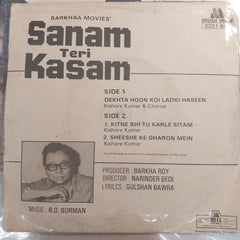 BARKHAA MOVIES'
Sanam
Teri
Kasam
SIDE 1
DEKHTA HOON KOI LADKI HASEEN
Kishore Kumar & Chorus
SIDE 2
1. KITNE BHI TU KARLE SITAM
Kishore Kumar
2. SHEESHE KE GHARON MEIN
Kishore Kumar
PRODUCER : BARKHA ROY
DIRECTOR : NARINDER BEDI
LYRICS : GULSHAN BAWRA
MUSIC : R.D. BURMAN